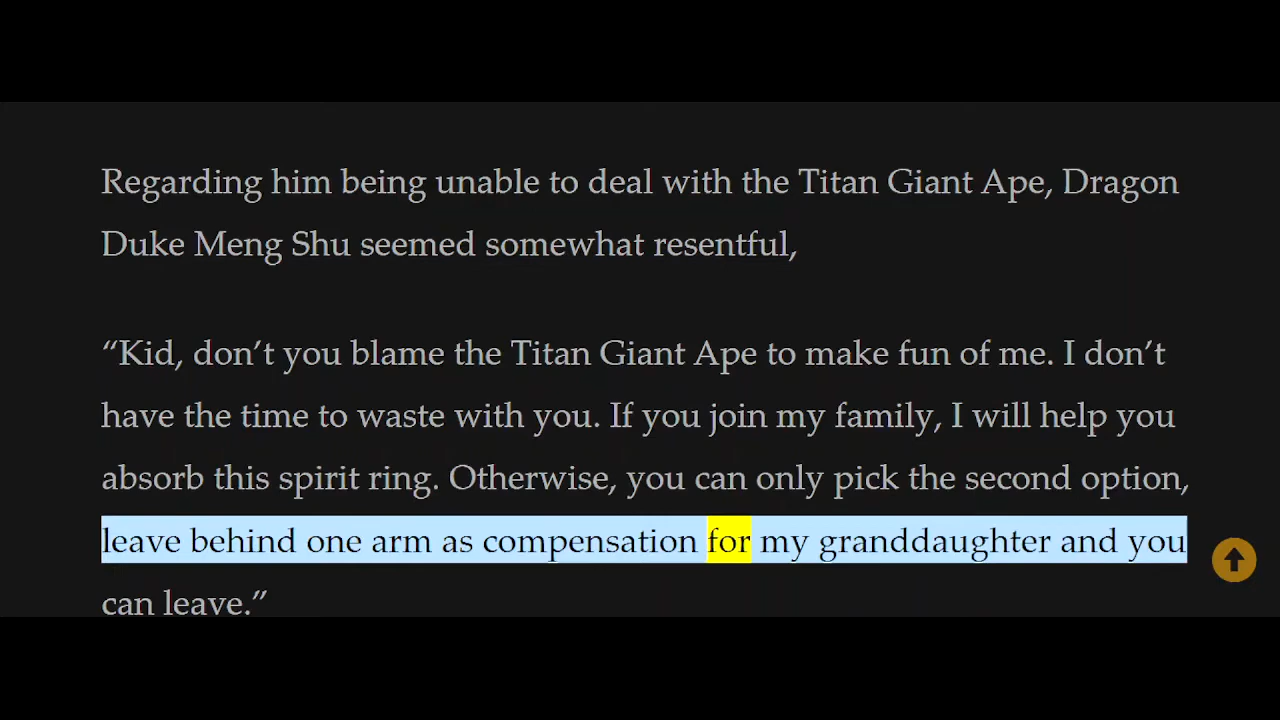 Regarding him being unable to deal with the Titan Giant Ape, Dragon
Duke Meng Shu seemed somewhat resentful,
“Kid, don’t you blame the Titan Giant Ape to make fun of me. I don’t
have the time to waste with you. If you join my family, I will help you
absorb this spirit ring. Otherwise, you can only pick the second option,
leave behind one arm as compensation for my granddaughter and you
can leave.”